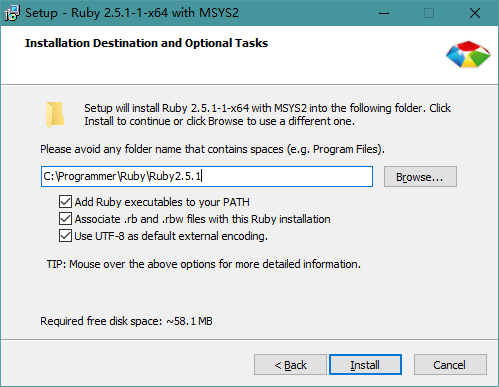 Setup - Ruby 2.5.1-1-x64 with MSYS2
Installation Destination and Optional Tasks
Setup will install Ruby 2.5.1-1-x64 with MSYS2 into the following folder. Click
Install to continue or click Browse to use a different one.
Please avoid any folder name that contains spaces (e.g. Program Files).
C:\Programmer\Ruby\Ruby2.5.1
Browse...
Add Ruby executables to your PATH
Associate .rb and .rbw files with this Ruby installation
Use UTF-8 as default external encoding.
TIP: Mouse over the above options for more detailed information.
Required free disk space: ~58.1 MB
< Back
Install
Cancel